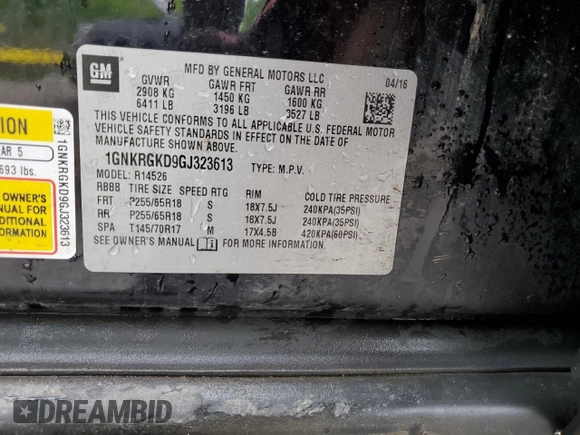 GM
MFD BY GENERAL MOTORS LLC 04/16
GVWR GAWR FRT GAWR RR
2908 KG 1450 KG 1600 KG
6411 LB 3196 LB 3527 LB
THIS VEHICLE CONFORMS TO ALL APPLICABLE U.S. FEDERAL MOTOR
VEHICLE SAFETY STANDARDS IN EFFECT ON THE DATE OF
MANUFACTURE SHOWN ABOVE.
1GNKRGKD9GJ323613 TYPE: M.P.V.
MODEL: R14526
RBBB TIRE SIZE SPEED RTG RIM COLD TIRE PRESSURE
FRT P255/65R18 S 18X7.5J 240KPA(35PSI)
RR P255/65R18 S 18X7.5J 240KPA(35PSI)
SPA T145/70R17 M 17X4.5B 420KPA(60PSI)
SEE OWNER'S MANUAL FOR MORE INFORMATION.
TION
AR 5
693 lbs.
OWNER'S
NUAL FOR
DITIONAL
ORMATION
1GNKRGKD9GJ323613
DREAMBID